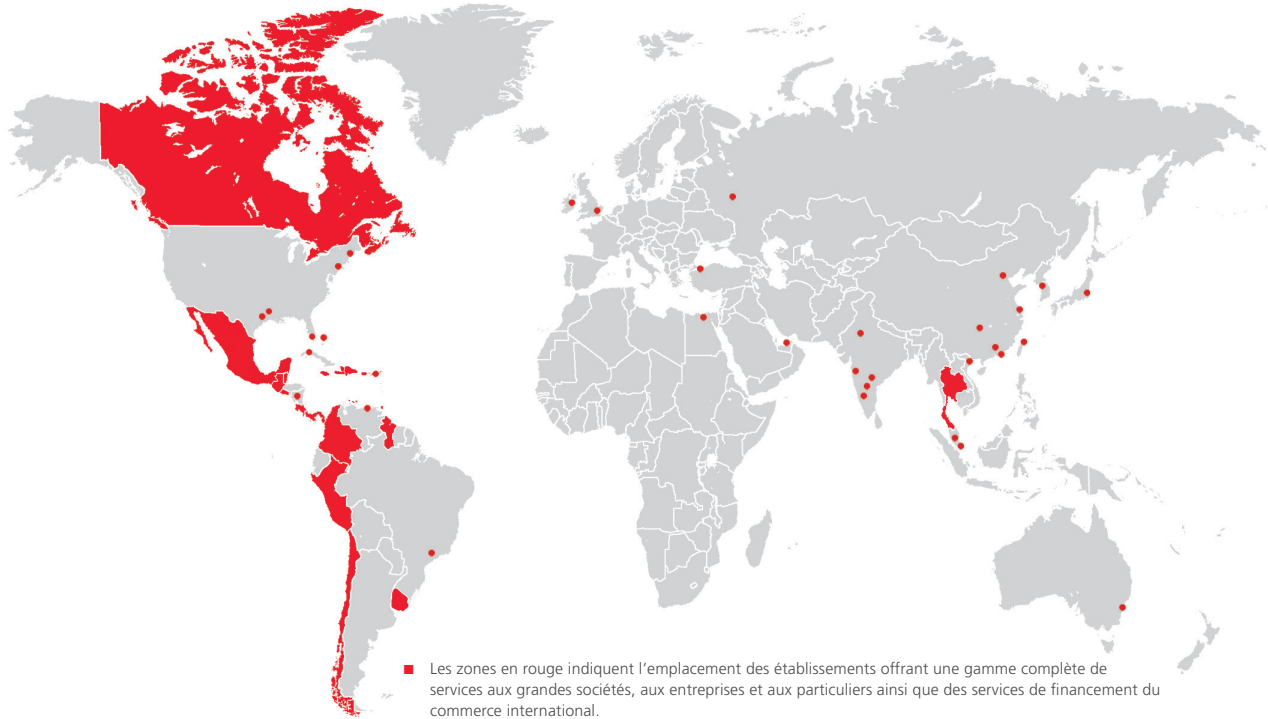 Les zones en rouge indiquent l’emplacement des établissements offrant une gamme complète de
services aux grandes sociétés, aux entreprises et aux particuliers ainsi que des services de financement du
commerce international.